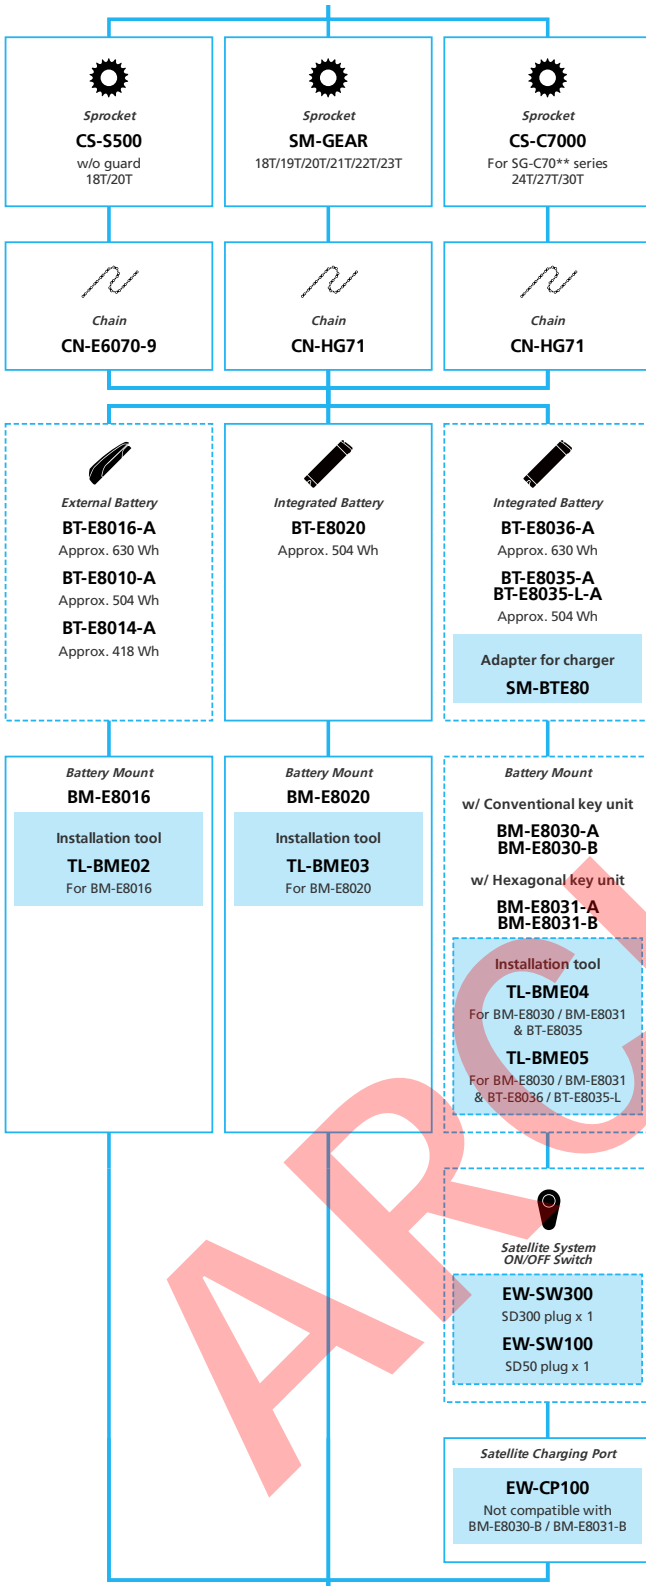 Sprocket
CS-S500
w/o guard
18T/20T
Sprocket
SM-GEAR
18T/19T/20T/21T/22T/23T
Sprocket
CS-C7000
For SG-C70** series
24T/27T/30T
Chain
CN-E6070-9
Chain
CN-HG71
Chain
CN-HG71
External Battery
BT-E8016-A
Approx. 630 Wh
BT-E8010-A
Approx. 504 Wh
BT-E8014-A
Approx. 418 Wh
Integrated Battery
BT-E8020
Approx. 504 Wh
Integrated Battery
BT-E8036-A
Approx. 630 Wh
BT-E8035-A
BT-E8035-L-A
Approx. 504 Wh
Adapter for charger
SM-BTE80
Battery Mount
BM-E8016
Installation tool
TL-BME02
For BM-E8016
Battery Mount
BM-E8020
Installation tool
TL-BME03
For BM-E8020
Battery Mount
w/ Conventional key unit
BM-E8030-A
BM-E8030-B
w/ Hexagonal key unit
BM-E8031-A
BM-E8031-B
Installation tool
TL-BME04
For BM-E8030 / BM-E8031
& BT-E8035
TL-BME05
For BM-E8030 / BM-E8031
& BT-E8036 / BT-E8035-L
Satellite System
ON/OFF Switch
EW-SW300
SD300 plug x 1
EW-SW100
SD50 plug x 1
Satellite Charging Port
EW-CP100
Not compatible with
BM-E8030-B / BM-E8031-B